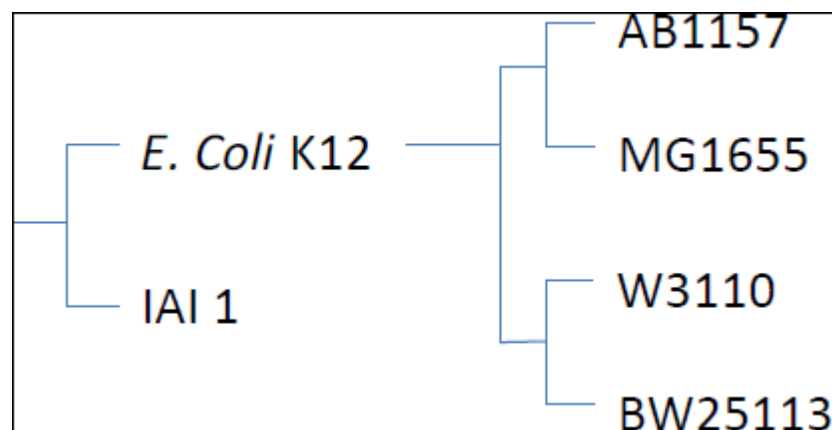 AB1157
E. Coli K12
MG1655
IAI 1
W3110
BW25113